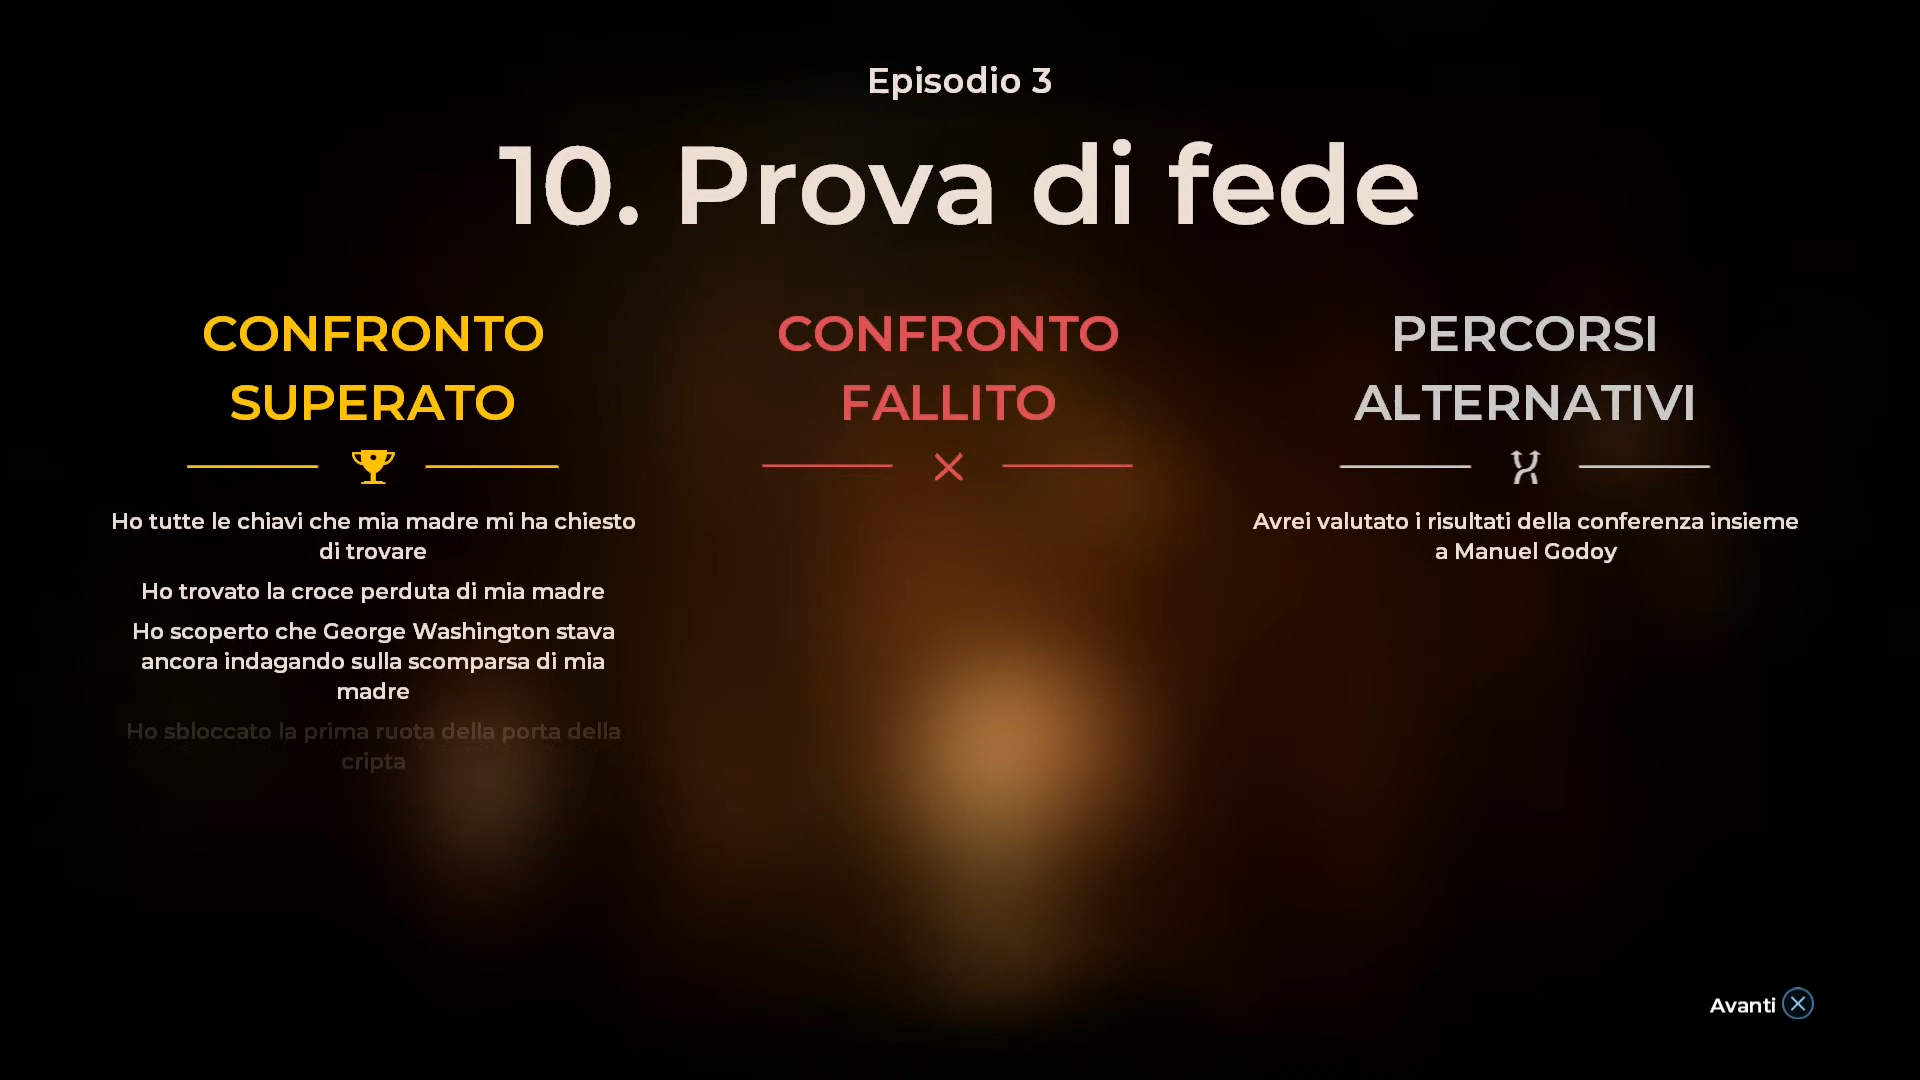 Episodio 3
10. Prova di fede
CONFRONTO
SUPERATO
Ho tutte le chiavi che mia madre mi ha chiesto
di trovare
Ho trovato la croce perduta di mia madre
Ho scoperto che George Washington stava
ancora indagando sulla scomparsa di mia
madre
Ho sbloccato la prima ruota della porta della
cripta
CONFRONTO
FALLITO
PERCORSI
ALTERNATIVI
Avrei valutato i risultati della conferenza insieme
a Manuel Godoy
Avanti